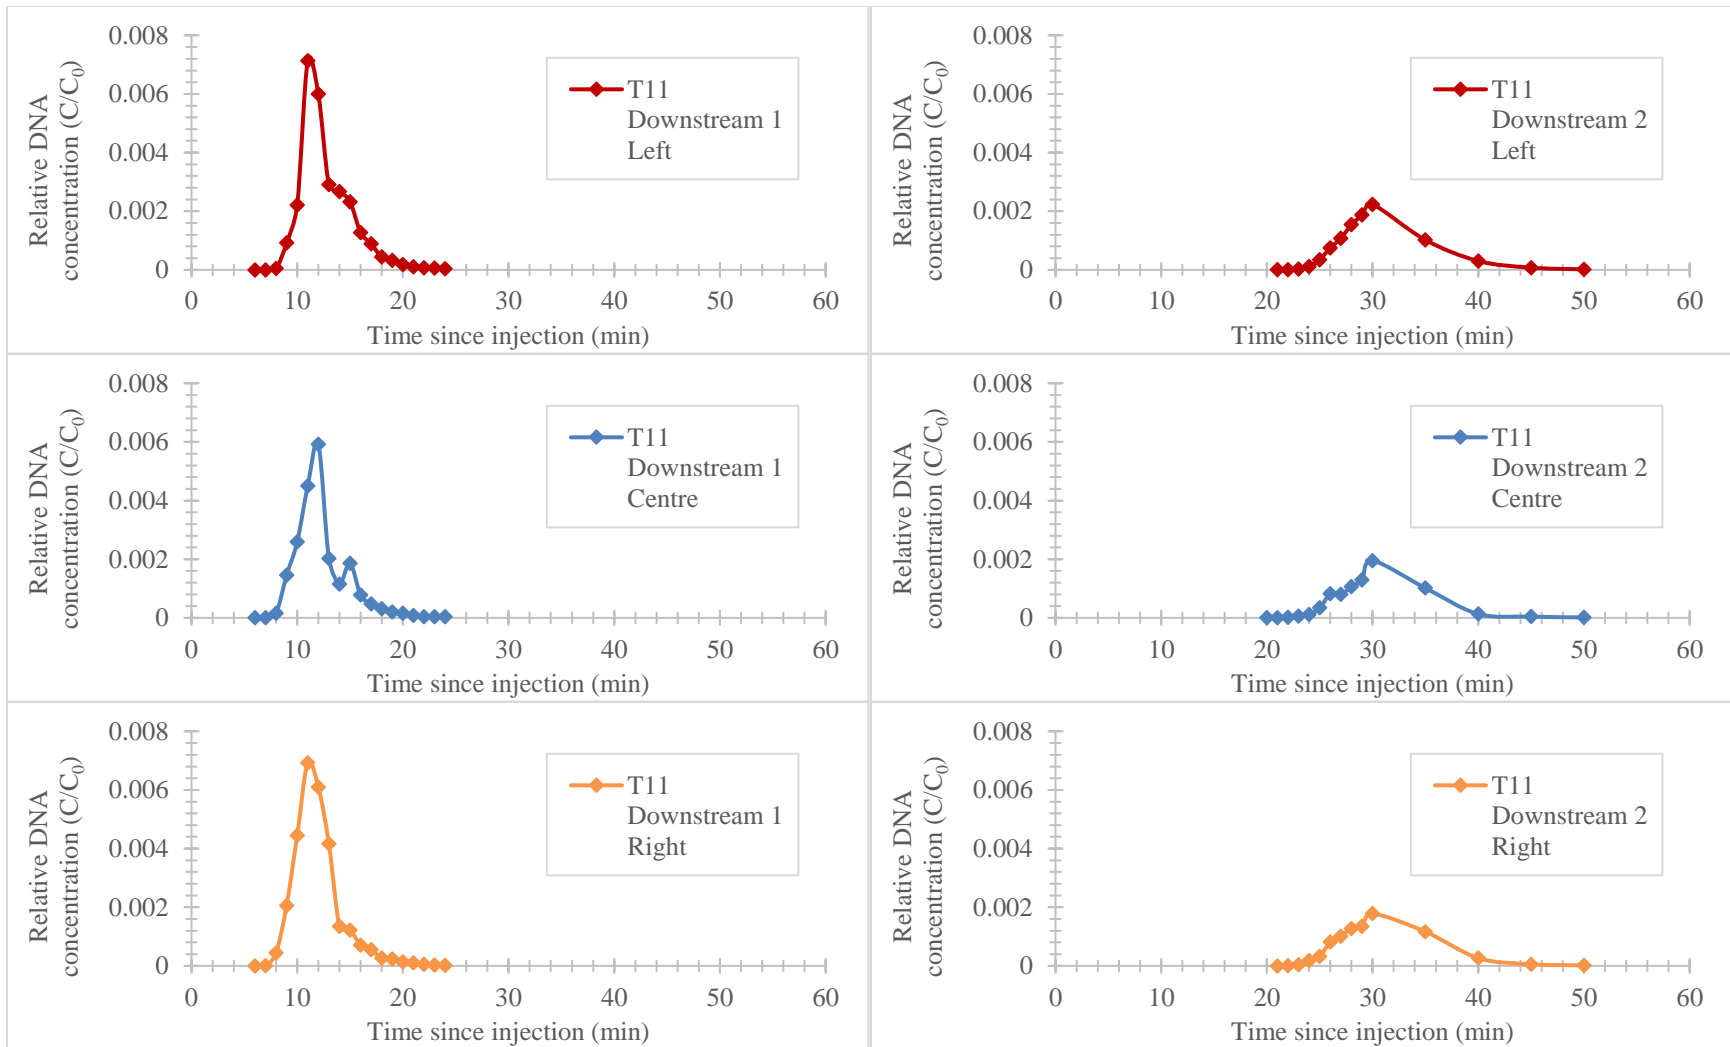 Relative DNA
concentration (C/C0)
0.008
0.006
0.004
0.002
0
0 10 20 30 40 50 60
Time since injection (min)
T11
Downstream 1
Left
Relative DNA
concentration (C/C0)
0.008
0.006
0.004
0.002
0
0 10 20 30 40 50 60
Time since injection (min)
T11
Downstream 2
Left
Relative DNA
concentration (C/C0)
0.008
0.006
0.004
0.002
0
0 10 20 30 40 50 60
Time since injection (min)
T11
Downstream 1
Centre
Relative DNA
concentration (C/C0)
0.008
0.006
0.004
0.002
0
0 10 20 30 40 50 60
Time since injection (min)
T11
Downstream 2
Centre
Relative DNA
concentration (C/C0)
0.008
0.006
0.004
0.002
0
0 10 20 30 40 50 60
Time since injection (min)
T11
Downstream 1
Right
Relative DNA
concentration (C/C0)
0.008
0.006
0.004
0.002
0
0 10 20 30 40 50 60
Time since injection (min)
T11
Downstream 2
Right